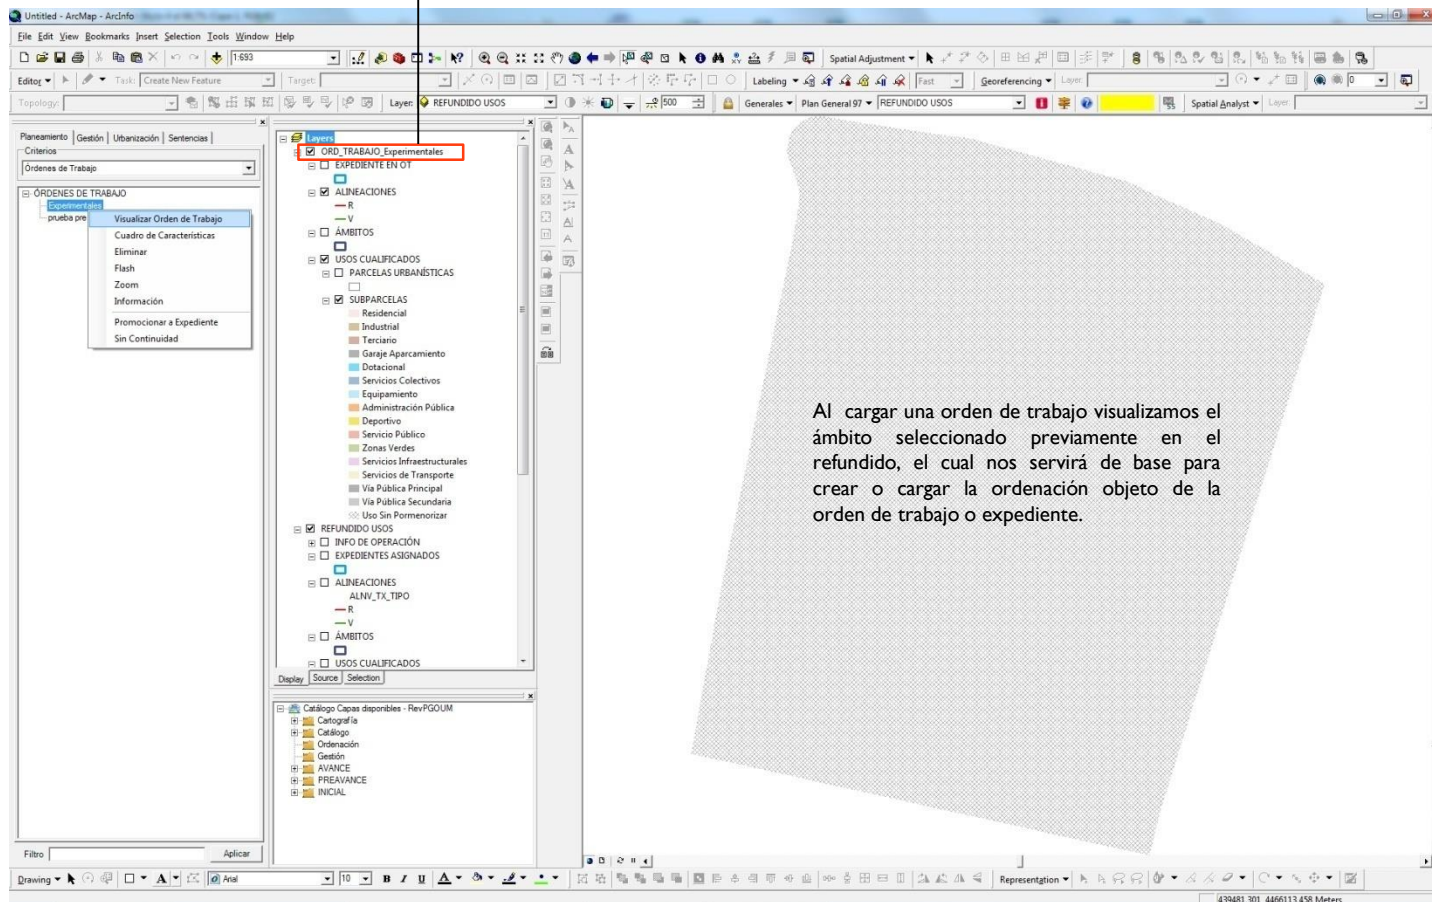 Untitled - ArcMap - ArcInfo
File Edit View Bookmarks Insert Selection Tools Window Help
1:693
Spatial Adjustment
Editor Task: Create New Feature Target: Labeling Fast Georeferencing Layer:
Topology: Layer: REFUNDIDO USOS 500 Generales Plan General 97 REFUNDIDO USOS Spatial Analyst Layer:
Planeamiento Gestión Urbanización Sentencias
Criterios
Órdenes de Trabajo
ÓRDENES DE TRABAJO
Experimentales
prueba pre
Visualizar Orden de Trabajo
Cuadro de Características
Eliminar
Flash
Zoom
Información
Promocionar a Expediente
Sin Continuidad
Filtro Aplicar
Layers
ORD_TRABAJO_Experimentales
EXPEDIENTE EN OT
ALINEACIONES
R
V
ÁMBITOS
USOS CUALIFICADOS
PARCELAS URBANÍSTICAS
SUBPARCELAS
Residencial
Industrial
Terciario
Garaje Aparcamiento
Dotacional
Servicios Colectivos
Equipamiento
Administración Pública
Deportivo
Servicio Público
Zonas Verdes
Servicios Infraestructurales
Servicios de Transporte
Vía Pública Principal
Vía Pública Secundaria
Uso Sin Pormenorizar
REFUNDIDO USOS
INFO DE OPERACIÓN
EXPEDIENTES ASIGNADOS
ALINEACIONES
ALNV_TX_TIPO
R
V
ÁMBITOS
USOS CUALIFICADOS
Display Source Selection
Catálogo Capas disponibles - RevPGOUM
Cartografía
Catálogo
Ordenación
Gestión
AVANCE
PREAVANCE
INICIAL
Al cargar una orden de trabajo visualizamos el
ámbito seleccionado previamente en el
refundido, el cual nos servirá de base para
crear o cargar la ordenación objeto de la
orden de trabajo o expediente.
Drawing A Arial 10 B I U A Representation
439481,301 4466113,458 Meters